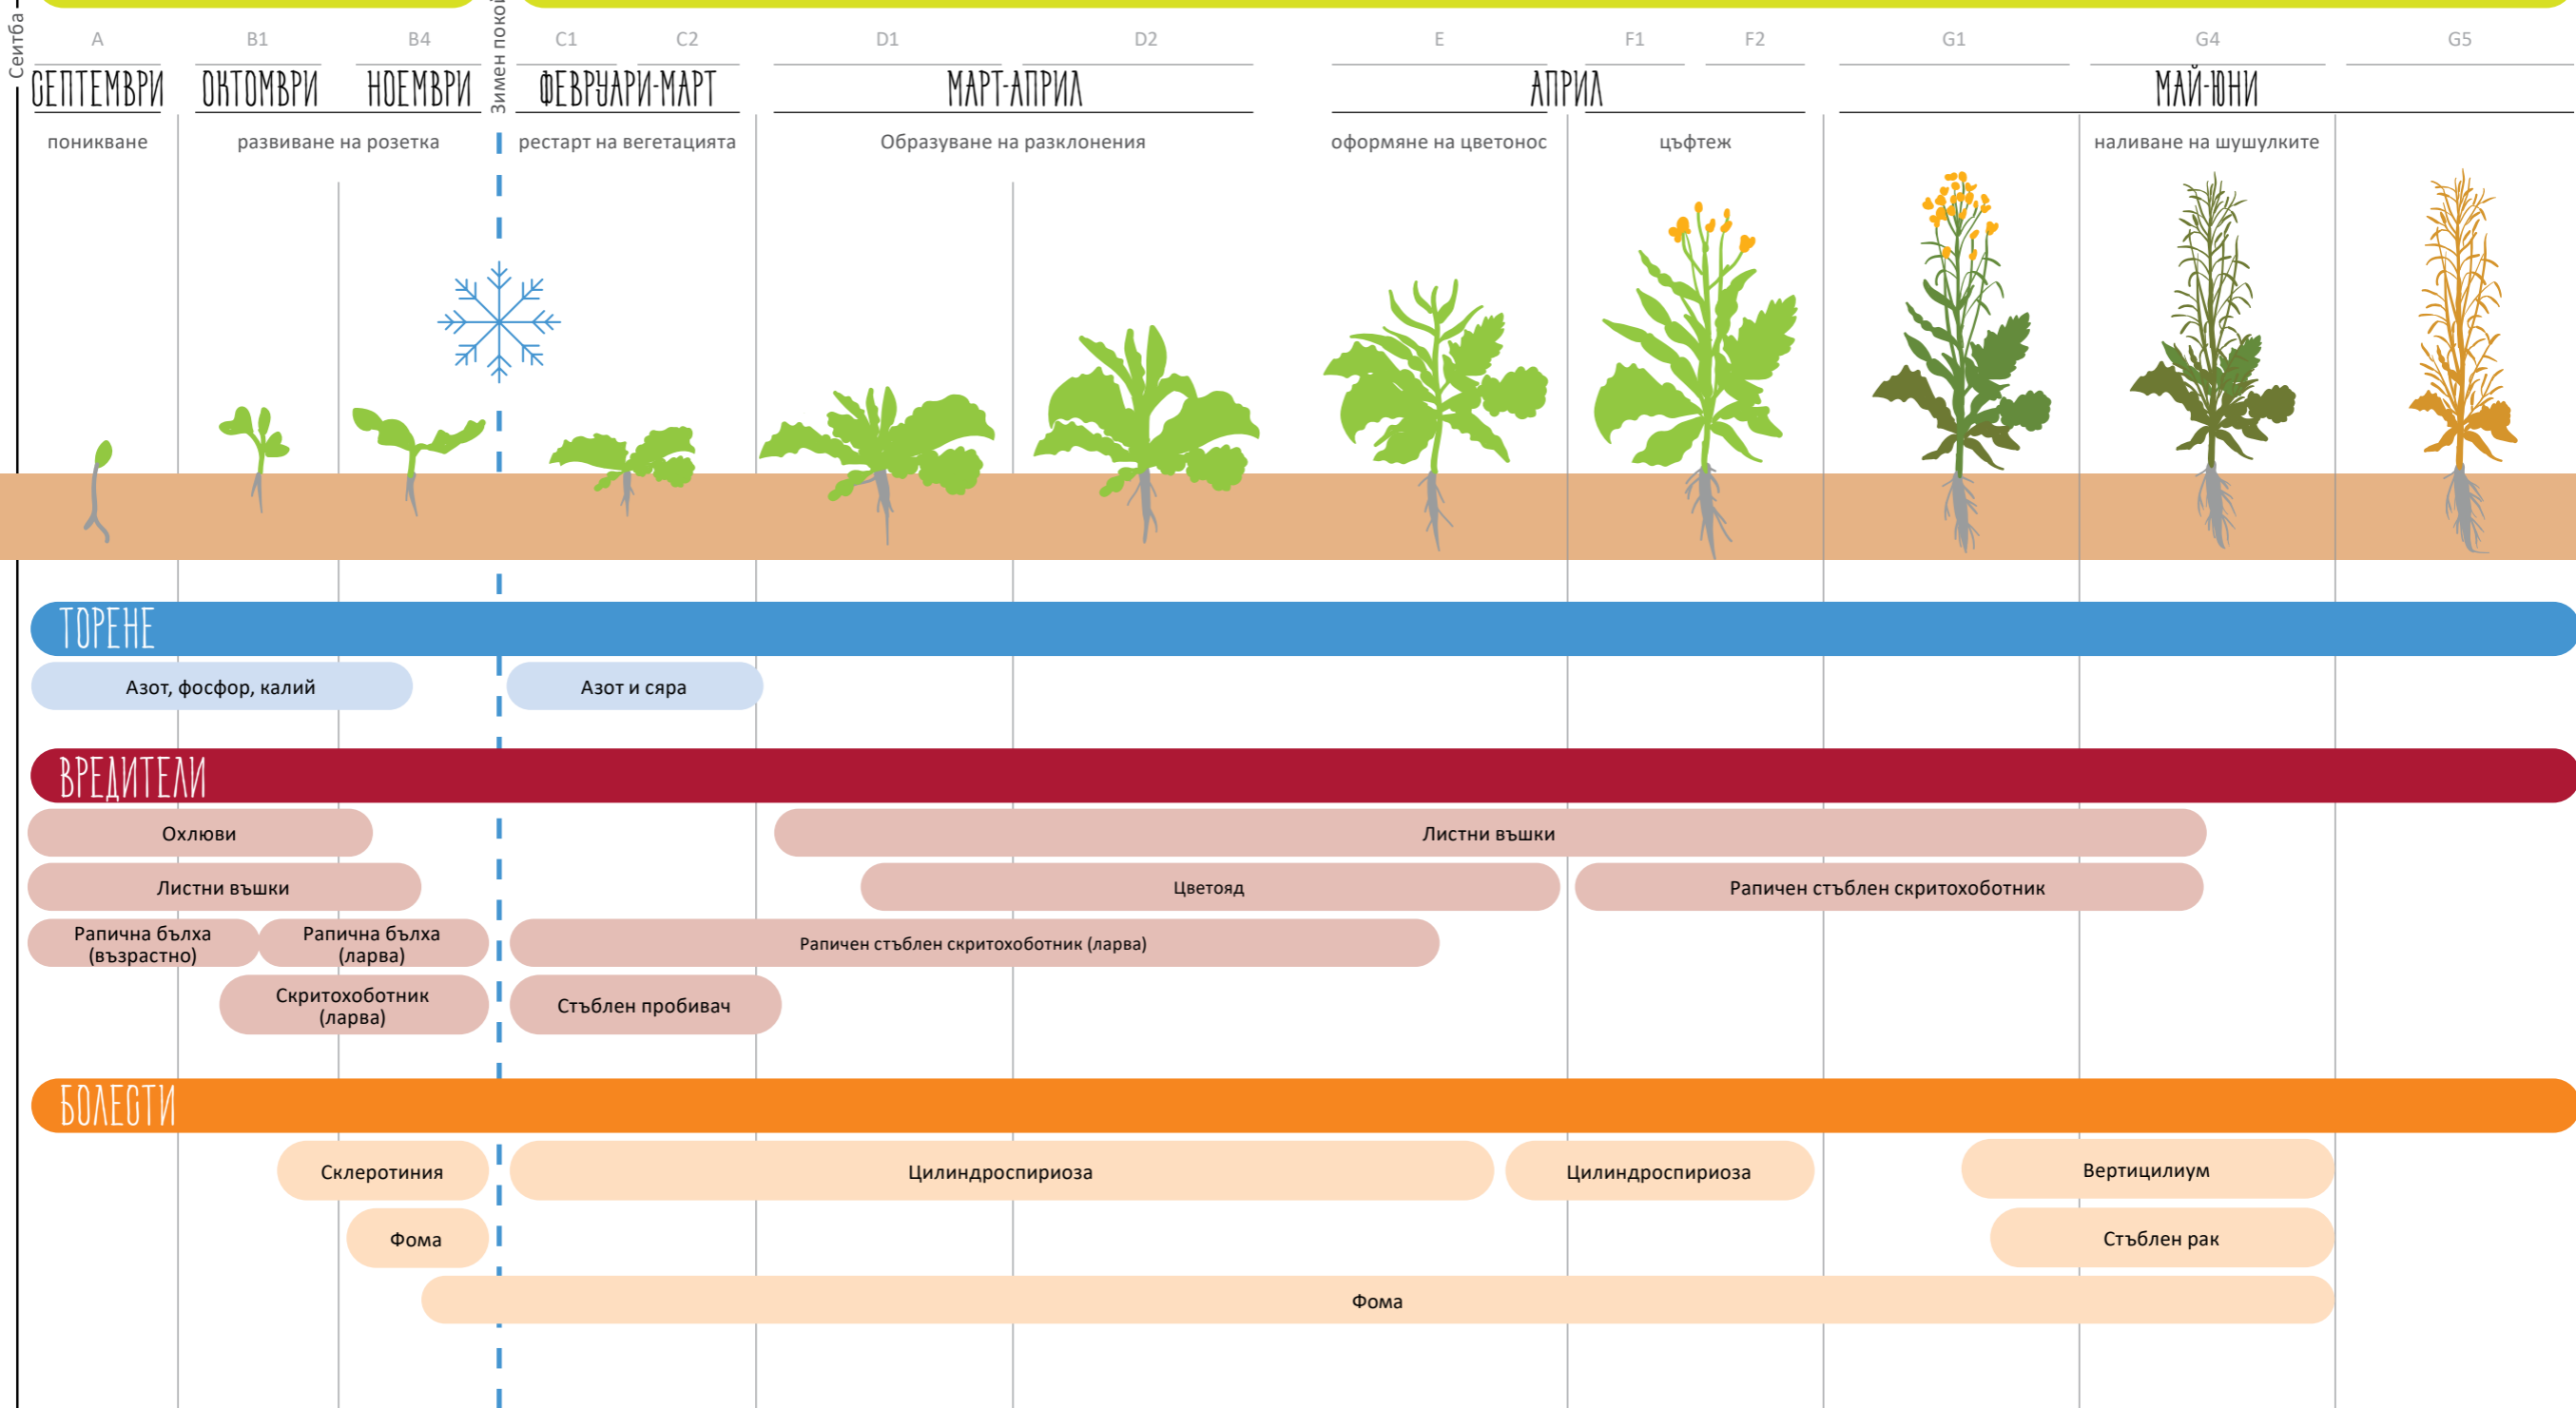 Сеитба
Зимен покой
A B1 B4 C1 C2 D1 D2 E F1 F2 G1 G4 G5
СЕПТЕМВРИ ОКТОМВРИ НОЕМВРИ ФЕВРУАРИ-МАРТ МАРТ-АПРИЛ АПРИЛ МАЙ-ЮНИ
поникване развиване на розетка рестарт на вегетацията Образуване на разклонения оформяне на цветонос цъфтеж наливане на шушулките
ТОРЕНЕ
Азот, фосфор, калий Азот и сяра
ВРЕДИТЕЛИ
Охлюви Листни въшки
Листни въшки Цветояд Рапичен стъблен скритохоботник
Рапична бълха
(възрастно)
Рапична бълха
(ларва)
Рапичен стъблен скритохоботник (ларва)
Скритохоботник
(ларва)
Стъблен пробивач
БОЛЕСТИ
Склеротиния Цилиндроспириоза Цилиндроспириоза Вертицилиум
Фома Стъблен рак
Фома